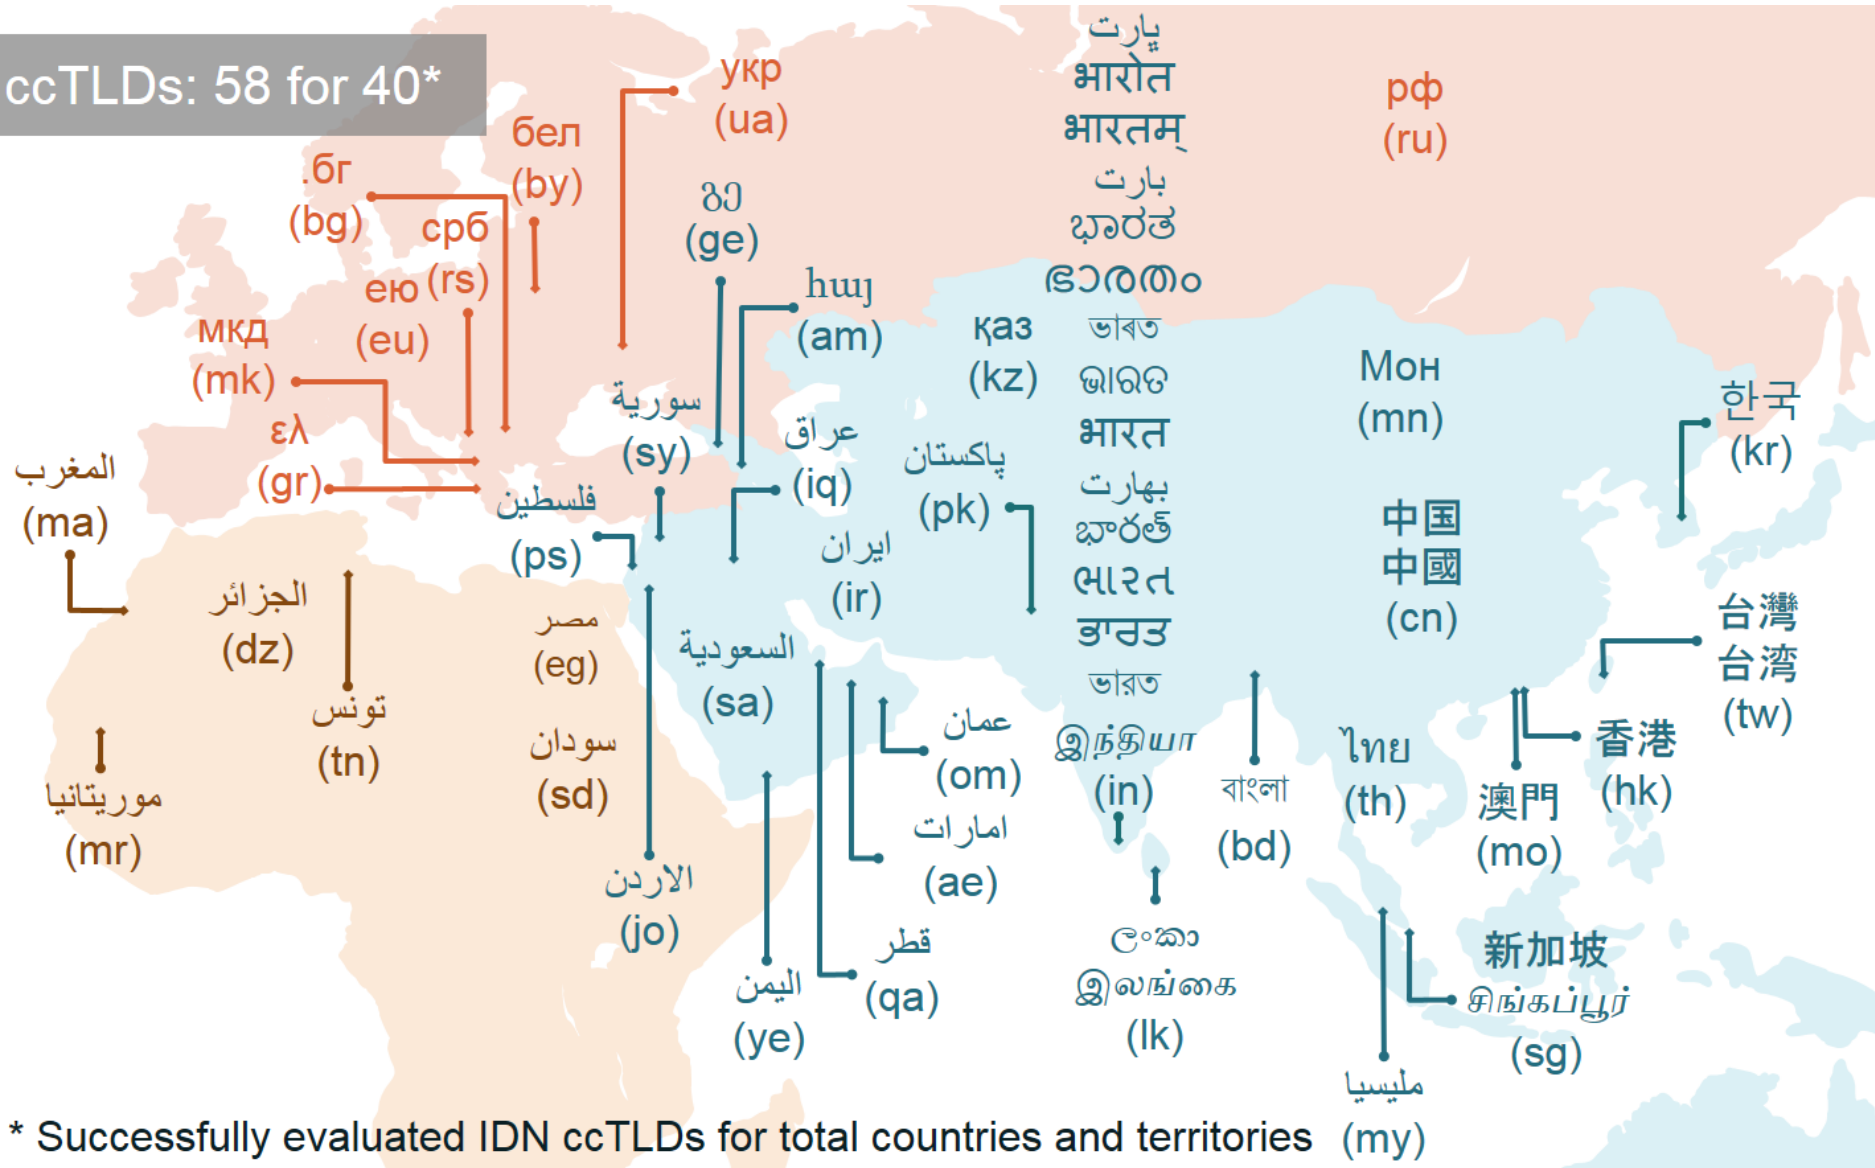 ccTLDs: 58 for 40*
укр
(ua)
бел
(by)
.бг
(bg)
срб
(rs)
ею
(eu)
мкд
(mk)
ελ
(gr)
рф
(ru)
გე
(ge)
հայ
(am)
қаз
(kz)
سورية
(sy)
عراق
(iq)
فلسطين
(ps)
ايران
(ir)
پاکستان
(pk)
المغرب
(ma)
الجزائر
(dz)
تونس
(tn)
مصر
(eg)
سودان
(sd)
موريتانيا
(mr)
السعودية
(sa)
عمان
(om)
امارات
(ae)
قطر
(qa)
اليمن
(ye)
الاردن
(jo)
ڀارت
भारोत
भारतम्
بارت
ಭಾರತ
ഭാരതം
ভাৰত
ଭାରତ
भारत
بھارت
భారత్
ભારત
ਭਾਰਤ
ভারত
இந்தியா
(in)
বাংলা
(bd)
ලංකා
இலங்கை
(lk)
Мон
(mn)
中国
中國
(cn)
한국
(kr)
台灣
台湾
(tw)
香港
(hk)
澳門
(mo)
ไทย
(th)
新加坡
சிங்கப்பூர்
(sg)
مليسيا
(my)
* Successfully evaluated IDN ccTLDs for total countries and territories